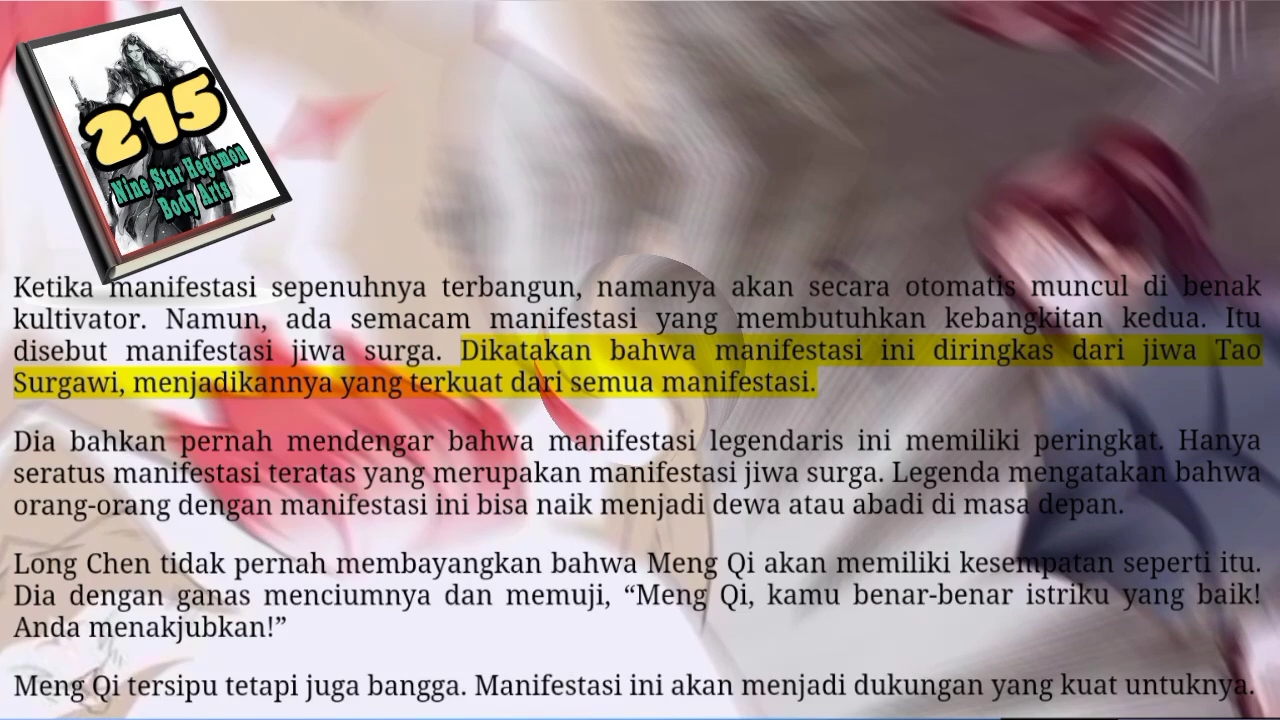 215
Nine Star Hegemon
Body Arts
Ketika manifestasi sepenuhnya terbangun, namanya akan secara otomatis muncul di benak
kultivator. Namun, ada semacam manifestasi yang membutuhkan kebangkitan kedua. Itu
disebut manifestasi jiwa surga. Dikatakan bahwa manifestasi ini diringkas dari jiwa Tao
Surgawi, menjadikannya yang terkuat dari semua manifestasi.
Dia bahkan pernah mendengar bahwa manifestasi legendaris ini memiliki peringkat. Hanya
seratus manifestasi teratas yang merupakan manifestasi jiwa surga. Legenda mengatakan bahwa
orang-orang dengan manifestasi ini bisa naik menjadi dewa atau abadi di masa depan.
Long Chen tidak pernah membayangkan bahwa Meng Qi akan memiliki kesempatan seperti itu.
Dia dengan ganas menciumnya dan memuji, “Meng Qi, kamu benar-benar istriku yang baik!
Anda menakjubkan!”
Meng Qi tersipu tetapi juga bangga. Manifestasi ini akan menjadi dukungan yang kuat untuknya.